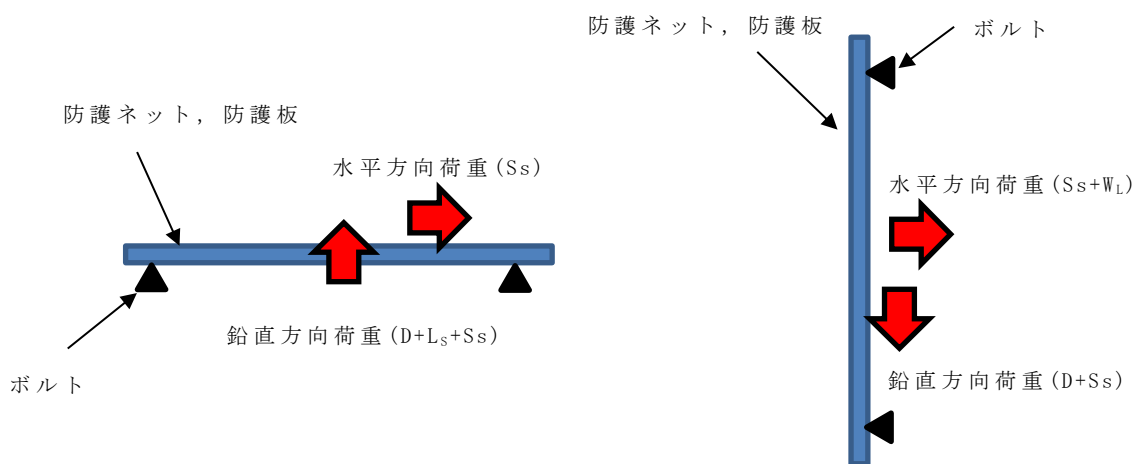 防護ネット，防護板
水平方向荷重(Ss)
鉛直方向荷重(D+LS+Ss)
ボルト
防護ネット，防護板
ボルト
水平方向荷重(Ss+WL)
鉛直方向荷重(D+Ss)